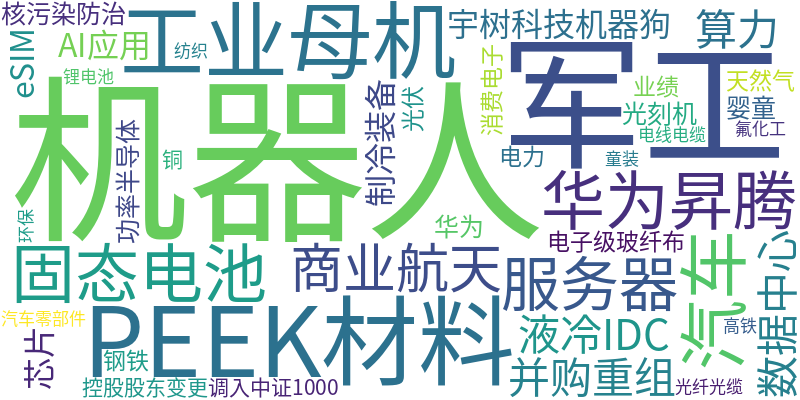 核污染防治
工业母机
宇树科技机器狗
算力
eSIM
AI应用
纺织
锂电池
机器人
军工
消费电子
业绩
天然气
婴童
光刻机
电线电缆
氟化工
制冷装备
光伏
功率半导体
铜
电力
童装
环保
华为
华为昇腾
电子级玻纤布
固态电池
商业航天
服务器
汽车
数据中心
汽车零部件
PEEK材料
液冷IDC
高铁
芯片
钢铁
并购重组
控股股东变更
调入中证1000
光纤光缆